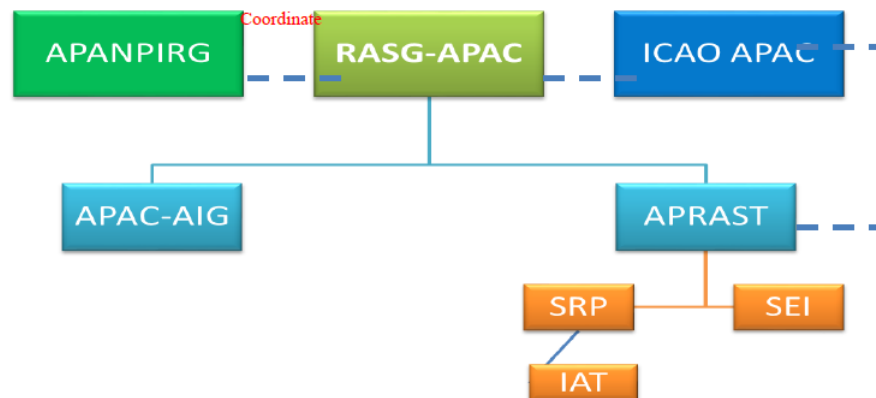 Coordinate
APANPIRG
RASG-APAC
ICAO APAC
APAC-AIG
APRAST
SRP
SEI
IAT